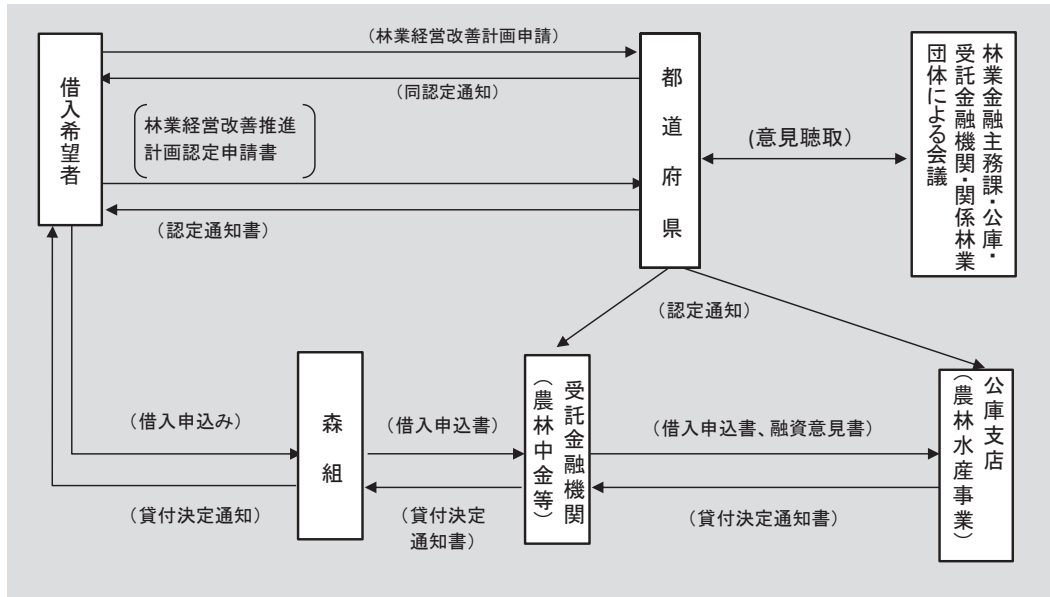 （林業経営改善計画申請）
（同認定通知）
借入希望者
林業経営改善推進
計画認定申請書
（認定通知書）
都道府県
(意見聴取）
林業金融主務課・公庫・
受託金融機関・関係林業
団体による会議
（認定通知）
（借入申込み）
（貸付決定通知）
森組
（借入申込書）
（貸付決定
通知書）
受託金融機関
（農林中金等）
（借入申込書、融資意見書）
（貸付決定通知書）
公庫支店
（農林水産事業）